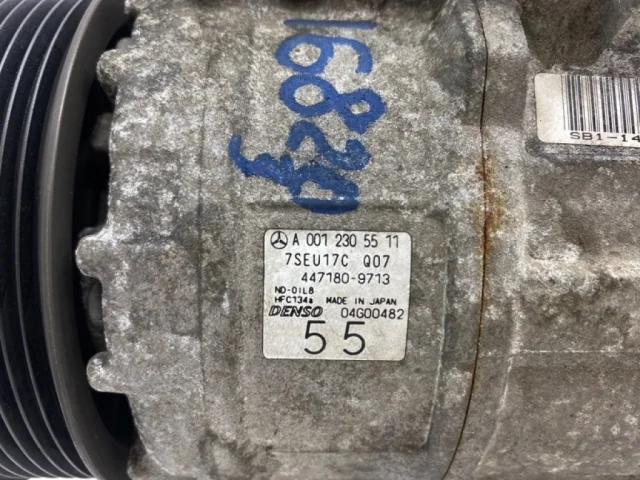 16820
SB1-14
A 001 230 55 11
7SEU17C Q07
447180-9713
ND-OIL8
HFC134a MADE IN JAPAN
DENSO 04G00482
55